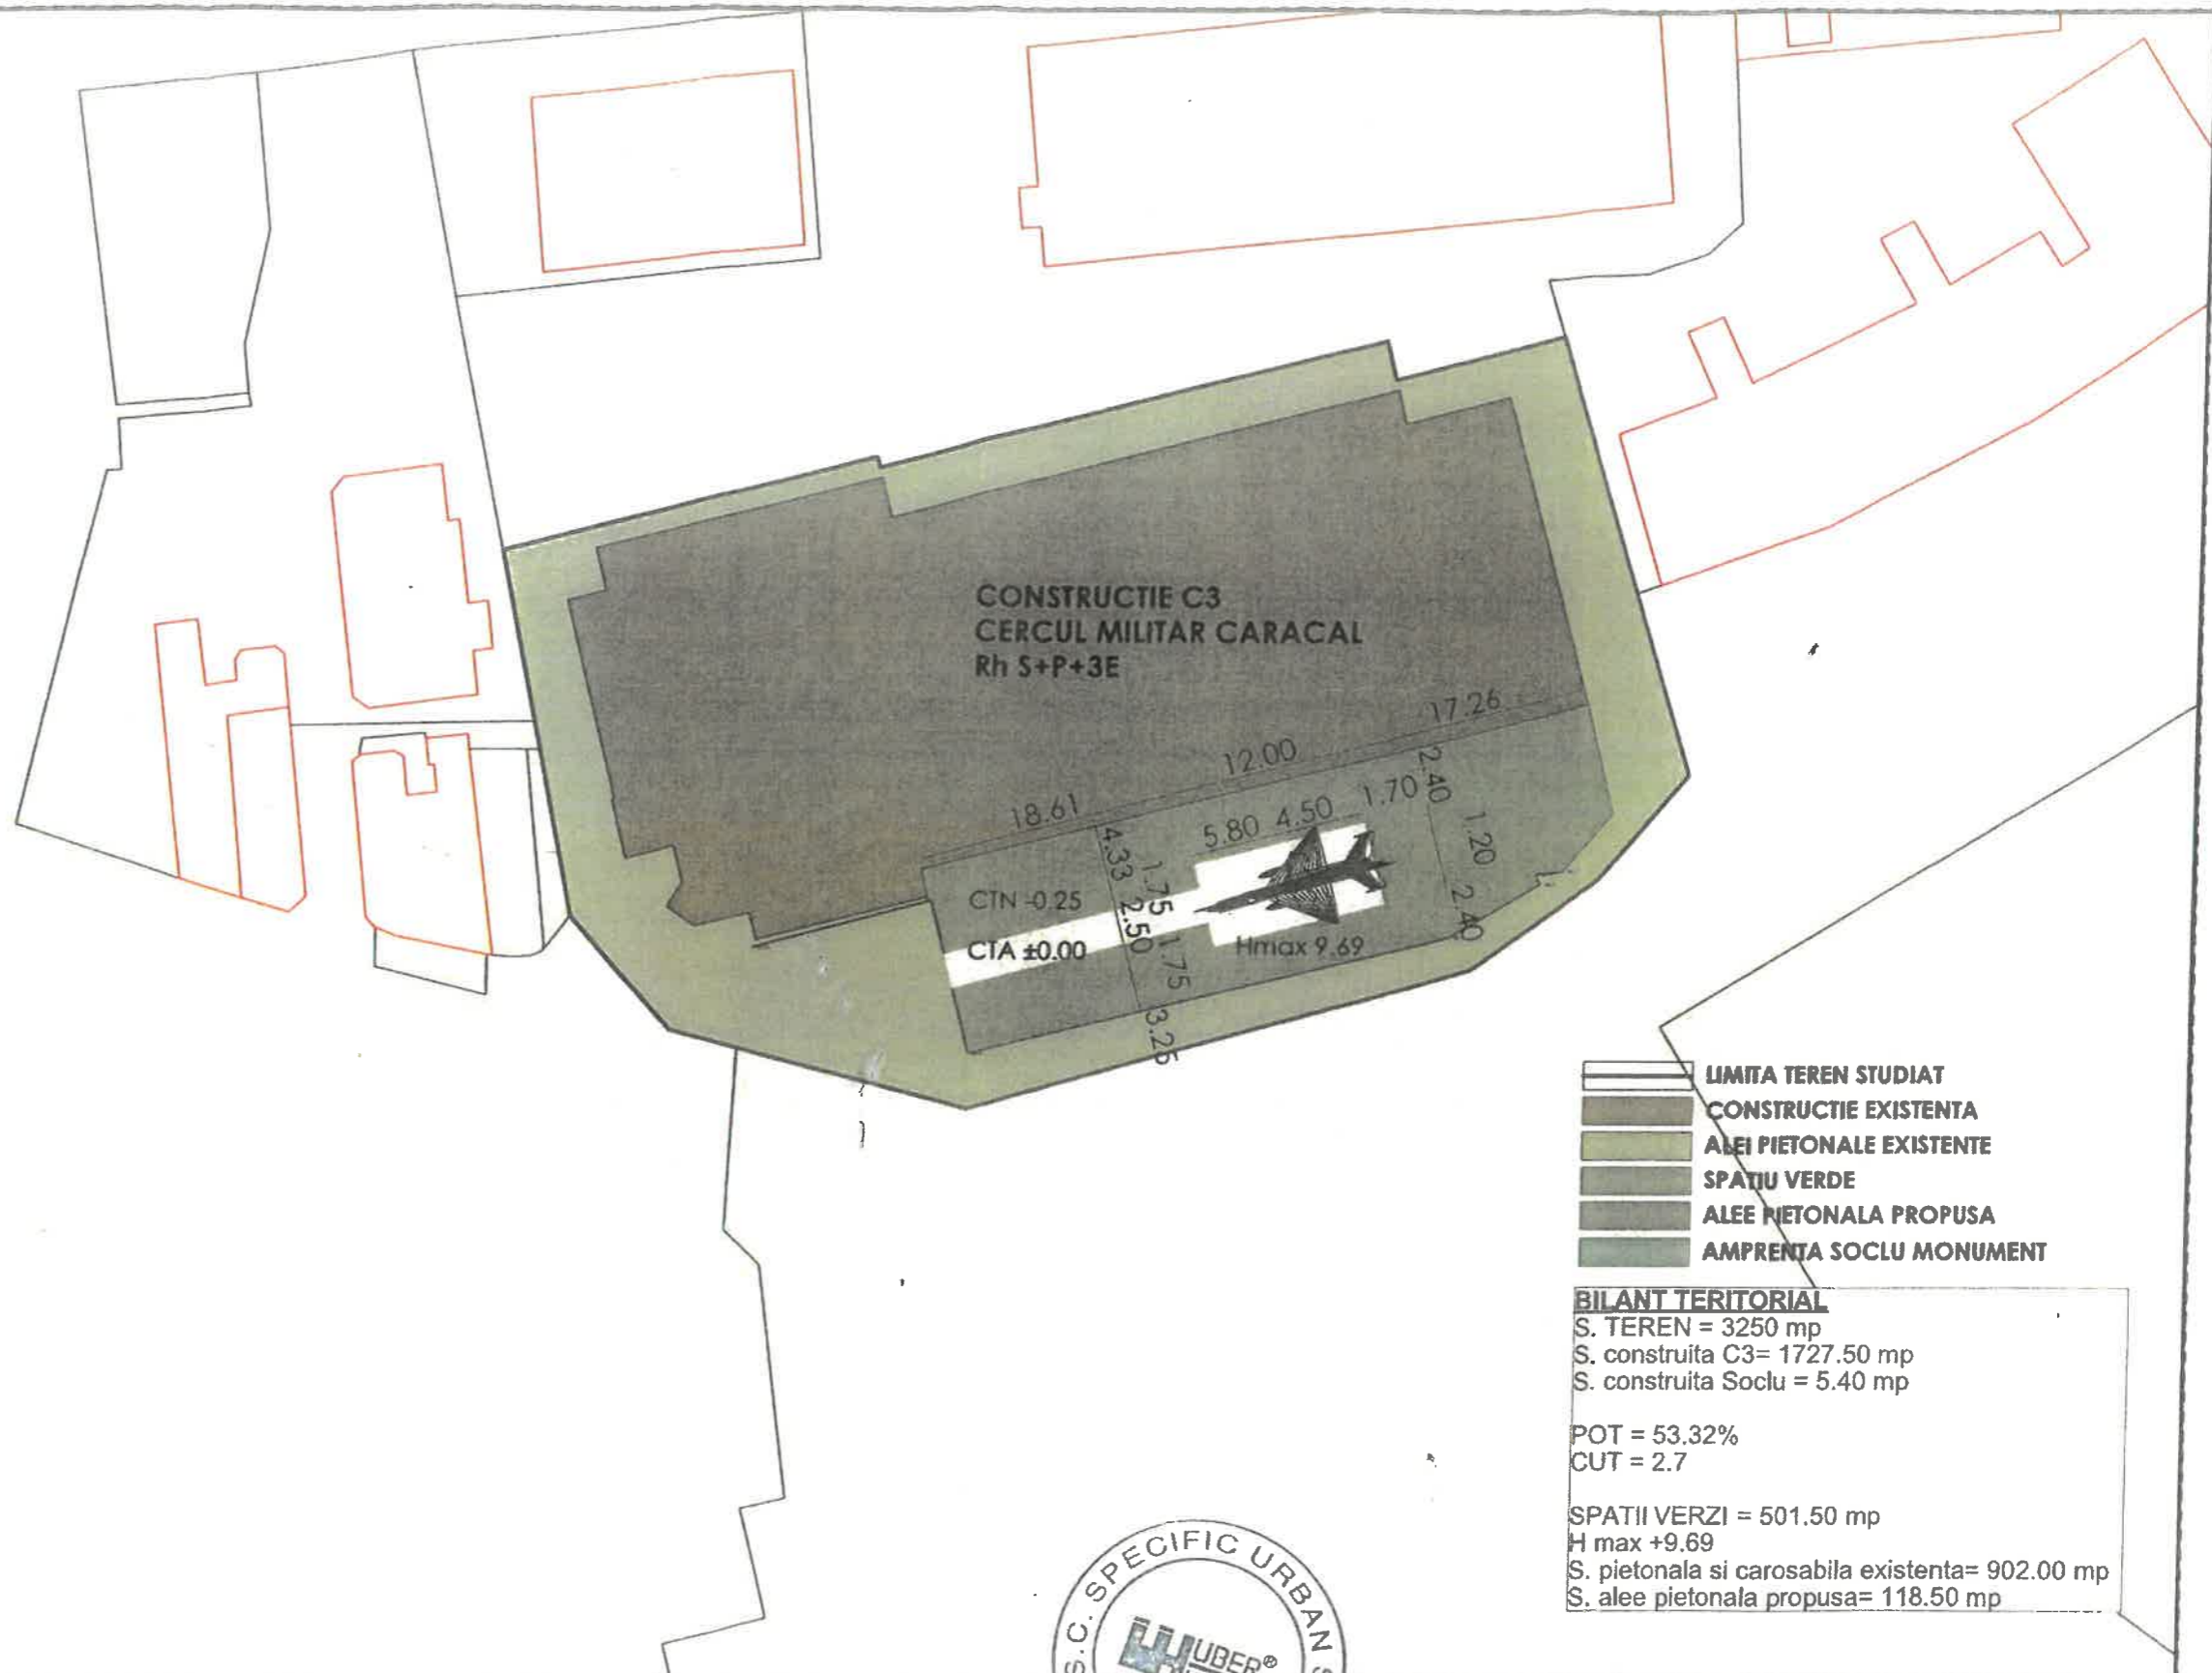 CONSTRUCTIE C3
CERCUL MILITAR CARACAL
Rh S+P+3E
17.26
12.00
18.61
2.40
1.70
4.50
5.80
1.20
4.33
1.75
2.50
1.75
2.40
3.25
CTN -0.25
CTA ±0.00
Hmax 9.69
LIMITA TEREN STUDIAT
CONSTRUCTIE EXISTENTA
ALEI PIETONALE EXISTENTE
SPATIU VERDE
ALEE PIETONALA PROPUSA
AMPRENTA SOCLU MONUMENT
BILANT TERITORIAL
S. TEREN = 3250 mp
S. construita C3= 1727.50 mp
S. construita Soclu = 5.40 mp
POT = 53.32%
CUT = 2.7
SPATII VERZI = 501.50 mp
H max +9.69
S. pietonala si carosabila existenta= 902.00 mp
S. alee pietonala propusa= 118.50 mp
S.C. SPECIFIC URBAN
UBER®